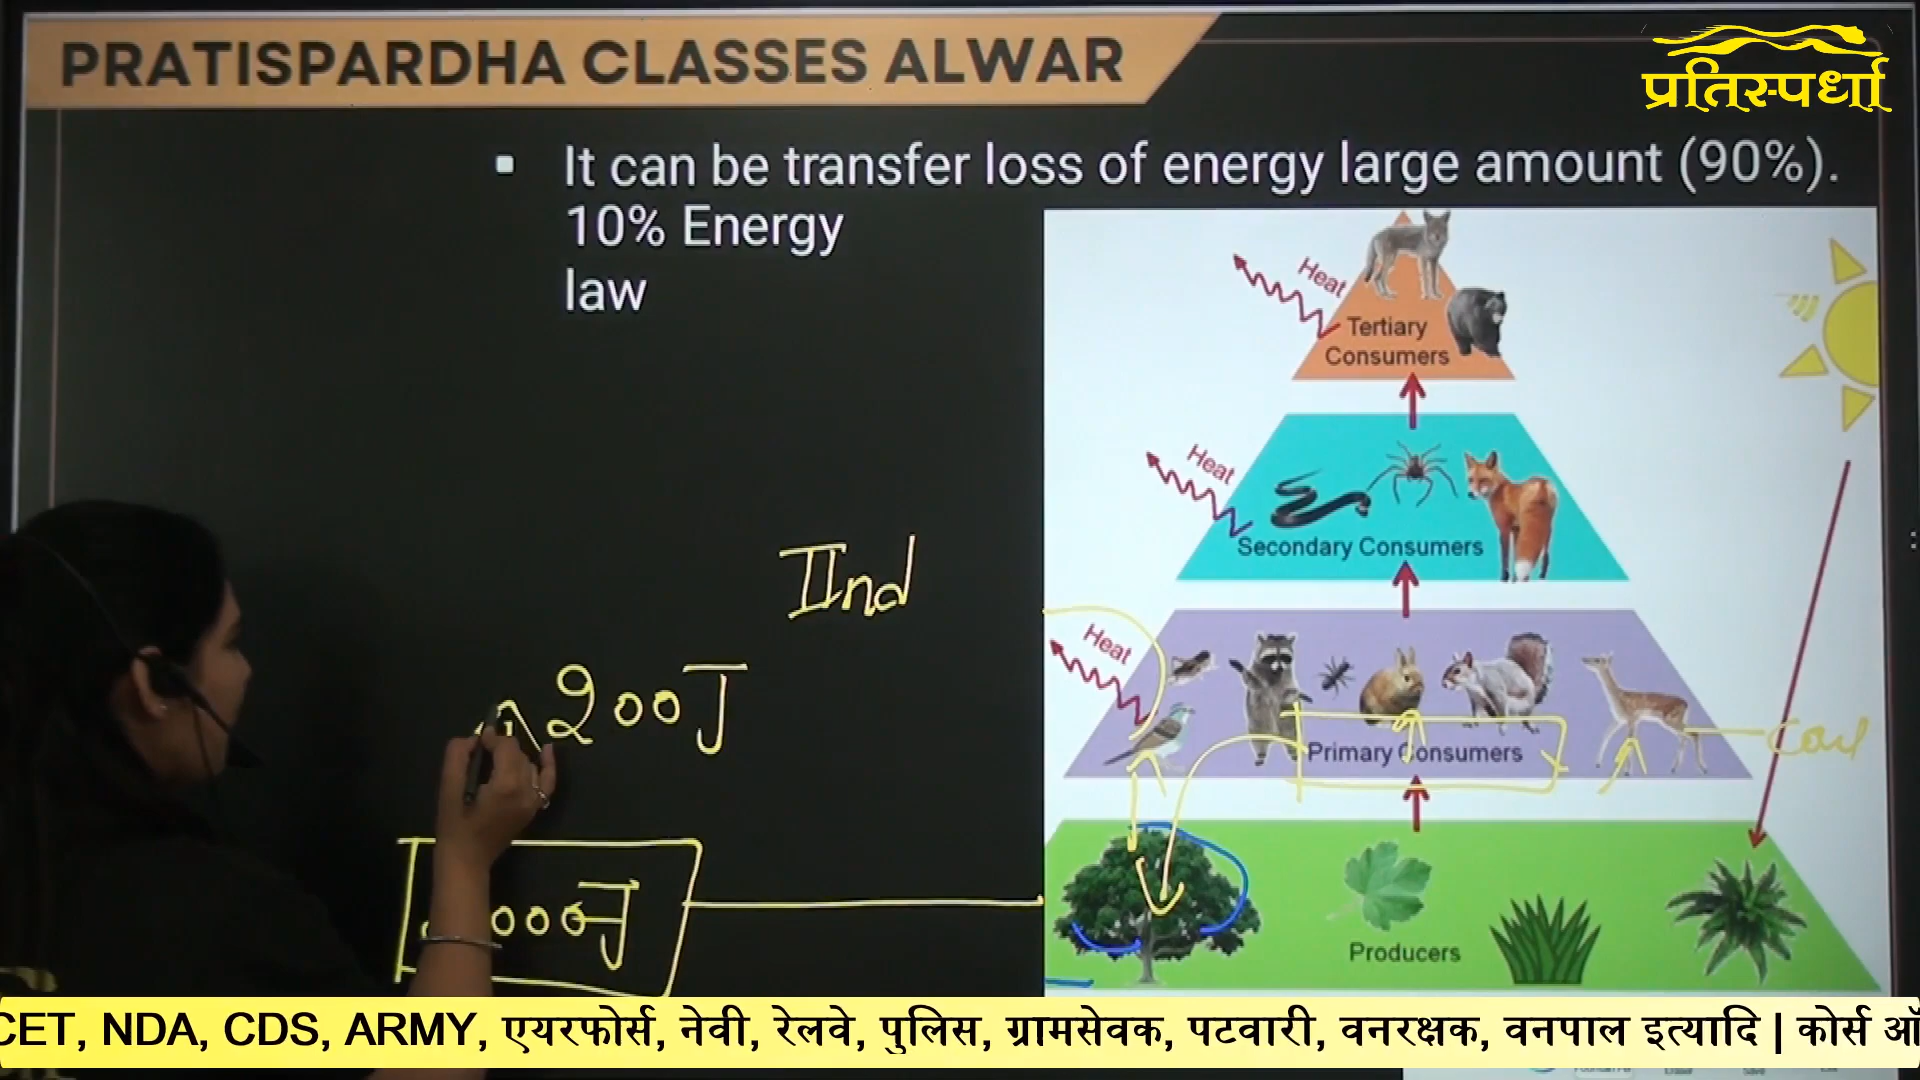 PRATISPARDHA CLASSES ALWAR
प्रतिस्पर्धा
▪ It can be transfer loss of energy large amount (90%).
10% Energy
law
Heat
Tertiary
Consumers
Heat
Secondary Consumers
IInd
Heat
200J
Primary Consumers
000J
Producers
CET, NDA, CDS, ARMY, एयरफोर्स, नेवी, रेलवे, पुलिस, ग्रामसेवक, पटवारी, वनरक्षक, वनपाल इत्यादि | कोर्स